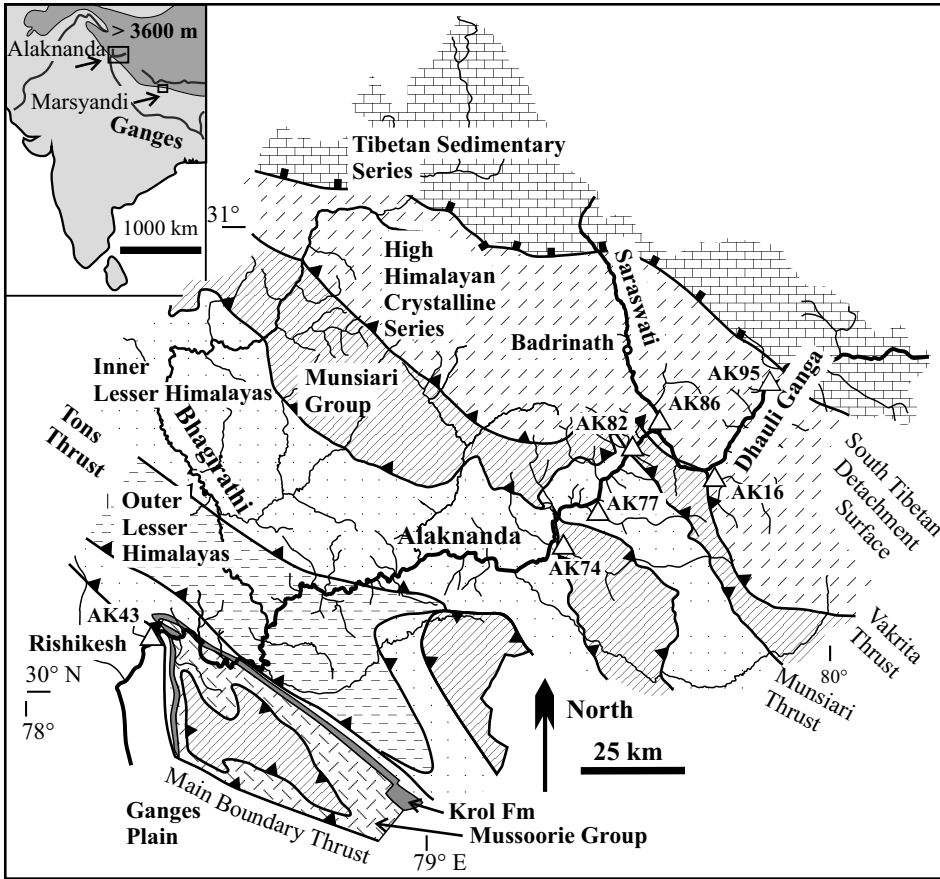 > 3600 m
Alaknanda
Marsyandi
Ganges
1000 km
Tibetan Sedimentary
Series
31°
High
Himalayan
Crystalline
Series
Saraswati
Badrinath
Inner
Lesser Himalayas
Munsiari
Group
AK95
AK86
AK82
Dhauli Ganga
Tons
Thrust
Bhagirathi
AK16
AK77
South Tibetan
Detachment
Surface
Outer
Lesser
Himalayas
Alaknanda
AK74
AK43
Rishikesh
Vakrita
Thrust
80°
Munsiari
Thrust
30° N
78°
North
25 km
Main Boundary Thrust
Ganges
Plain
Krol Fm
Mussoorie Group
79° E